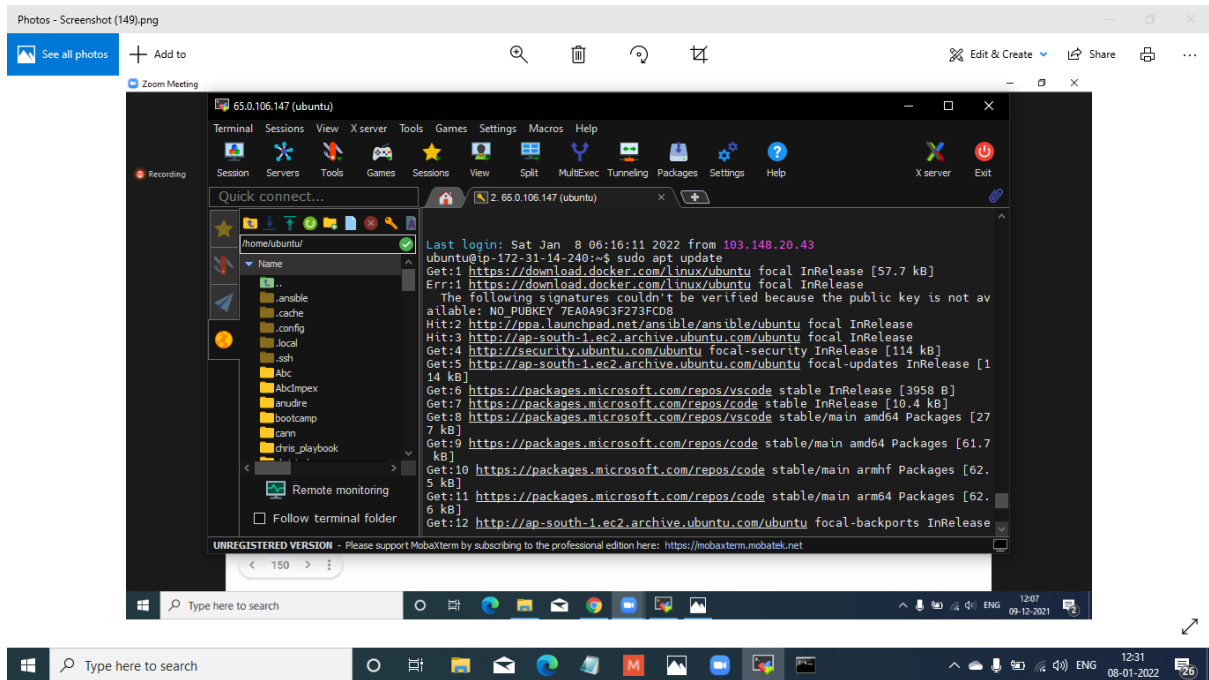 Photos - Screenshot (149).png
See all photos
Add to
Edit & Create
Share
Zoom Meeting
Recording
65.0.106.147 (ubuntu)
Terminal Sessions View X server Tools Games Settings Macros Help
Session Servers Tools Games Sessions View Split MultiExec Tunneling Packages Settings Help X server Exit
Quick connect...
2. 65.0.106.147 (ubuntu)
/home/ubuntu/
Name
..
.ansible
.cache
.config
.local
.ssh
Abc
AbcImpex
anudire
bootcamp
cann
chris_playbook
Remote monitoring
Follow terminal folder
Last login: Sat Jan  8 06:16:11 2022 from 103.148.20.43
ubuntu@ip-172-31-14-240:~$ sudo apt update
Get:1 https://download.docker.com/linux/ubuntu focal InRelease [57.7 kB]
Err:1 https://download.docker.com/linux/ubuntu focal InRelease
  The following signatures couldn't be verified because the public key is not av
ailable: NO_PUBKEY 7EA0A9C3F273FCD8
Hit:2 http://ppa.launchpad.net/ansible/ansible/ubuntu focal InRelease
Hit:3 http://ap-south-1.ec2.archive.ubuntu.com/ubuntu focal InRelease
Get:4 http://security.ubuntu.com/ubuntu focal-security InRelease [114 kB]
Get:5 http://ap-south-1.ec2.archive.ubuntu.com/ubuntu focal-updates InRelease [1
14 kB]
Get:6 https://packages.microsoft.com/repos/vscode stable InRelease [3958 B]
Get:7 https://packages.microsoft.com/repos/code stable InRelease [10.4 kB]
Get:8 https://packages.microsoft.com/repos/vscode stable/main amd64 Packages [27
7 kB]
Get:9 https://packages.microsoft.com/repos/code stable/main amd64 Packages [61.7
 kB]
Get:10 https://packages.microsoft.com/repos/code stable/main armhf Packages [62.
5 kB]
Get:11 https://packages.microsoft.com/repos/code stable/main arm64 Packages [62.
6 kB]
Get:12 http://ap-south-1.ec2.archive.ubuntu.com/ubuntu focal-backports InRelease
UNREGISTERED VERSION - Please support MobaXterm by subscribing to the professional edition here: https://mobaxterm.mobatek.net
150
Type here to search
ENG
12:07
09-12-2021
2
Type here to search
M
ENG
12:31
08-01-2022
26